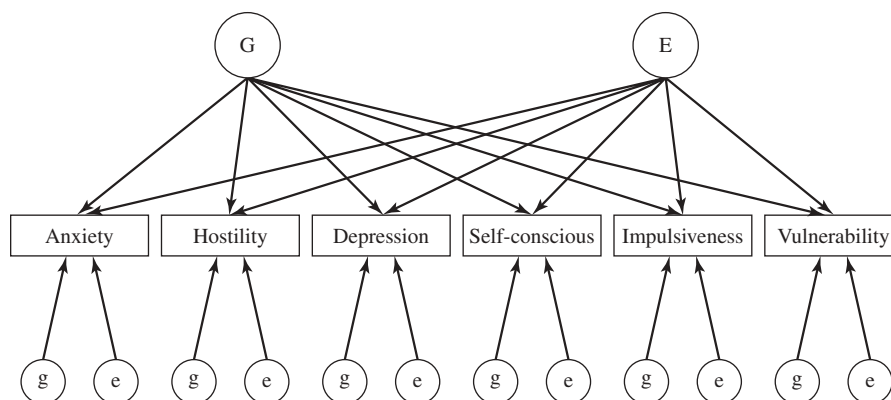 G E
Anxiety Hostility Depression Self-conscious Impulsiveness Vulnerability
g e g e g e g e g e g e